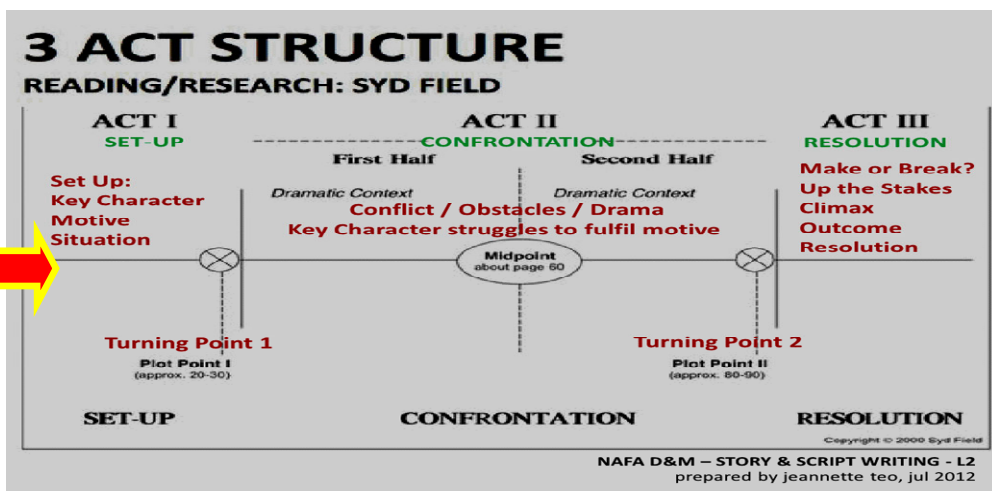 3 ACT STRUCTURE
READING/RESEARCH: SYD FIELD
ACT I
SET-UP
ACT II
CONFRONTATION
First Half
Second Half
ACT III
RESOLUTION
Set Up:
Key Character
Motive
Situation
Dramatic Context
Dramatic Context
Conflict / Obstacles / Drama
Key Character struggles to fulfil motive
Make or Break?
Up the Stakes
Climax
Outcome
Resolution
Midpoint
about page 60
Turning Point 1
Plot Point I
(approx. 20-30)
Turning Point 2
Plot Point II
(approx. 80-90)
SET-UP
CONFRONTATION
RESOLUTION
Copyright © 2000 Syd Field
NAFA D&M – STORY & SCRIPT WRITING - L2
prepared by jeannette teo, jul 2012